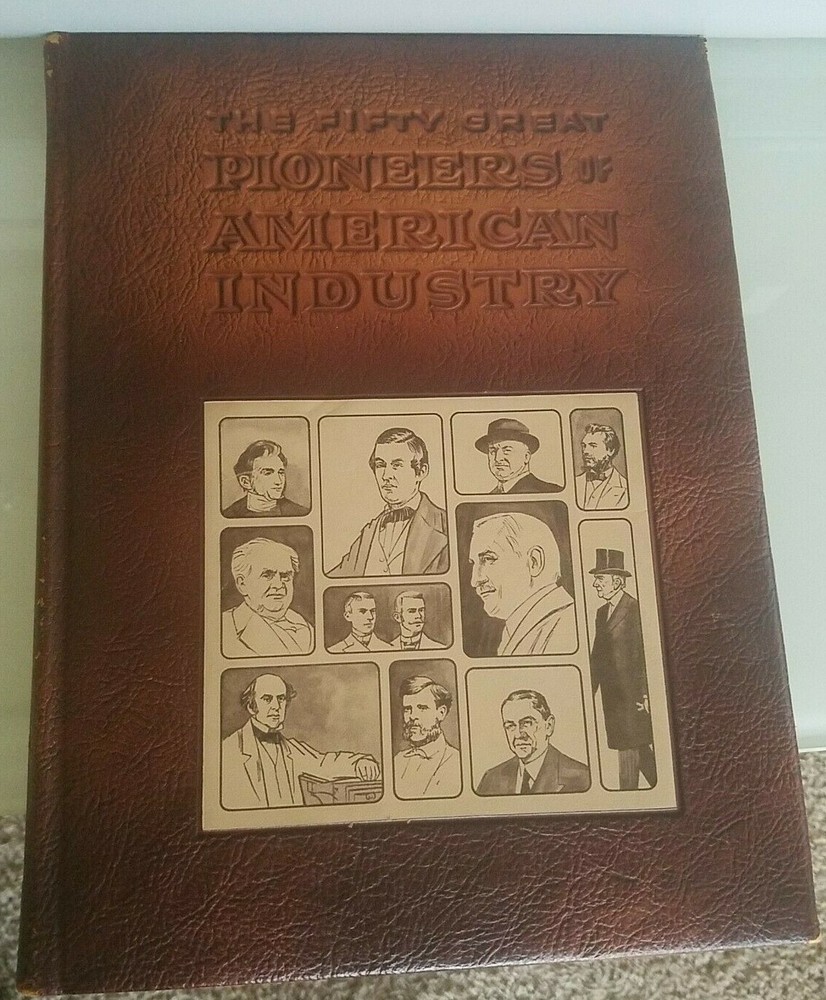 THE FIFTY GREAT
PIONEERS OF
AMERICAN
INDUSTRY